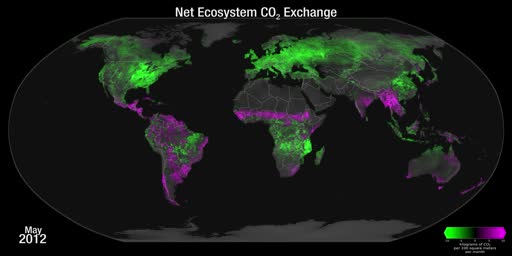 Net Ecosystem CO₂ Exchange
May
2012
kilograms of CO₂
per 100 square meters
per month